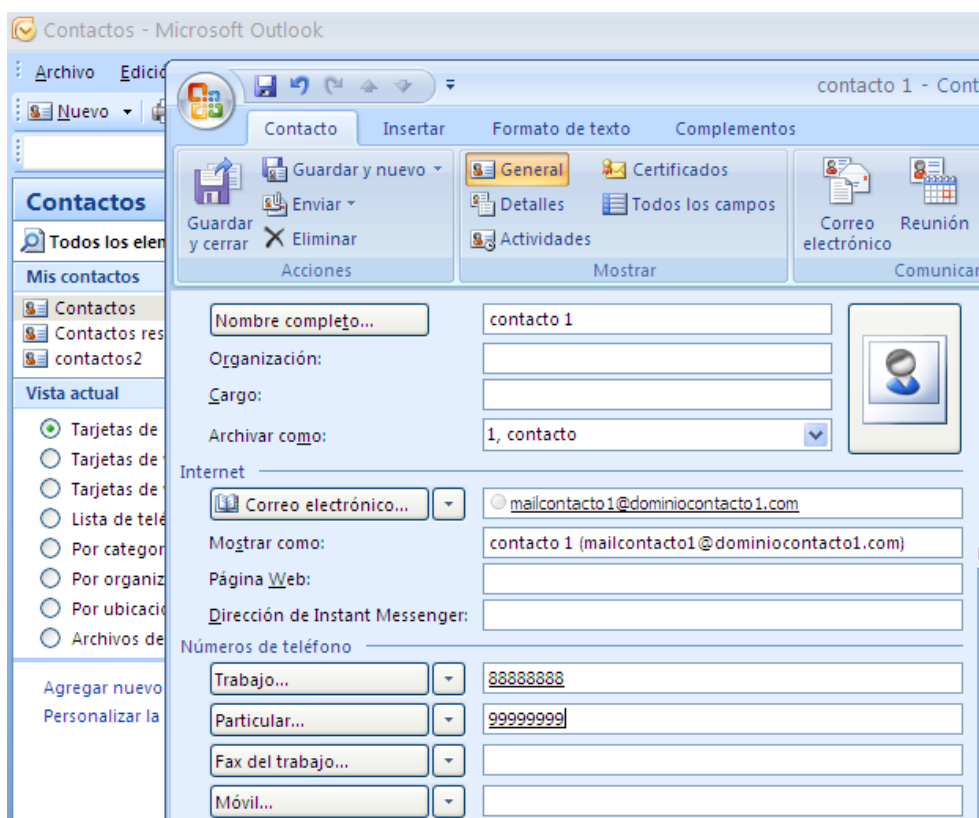 Contactos - Microsoft Outlook
Archivo
contacto 1 - Cont
Nuevo
Contacto Insertar Formato de texto Complementos
Guardar y cerrar
Guardar y nuevo
Enviar
Eliminar
Acciones
General
Detalles
Actividades
Certificados
Todos los campos
Mostrar
Correo electrónico
Reunión
Comunicar
Contactos
Todos los elem
Mis contactos
Contactos
Contactos res
contactos2
Vista actual
Tarjetas de
Tarjetas de
Tarjetas de
Lista de telé
Por categor
Por organiz
Por ubicació
Archivos de
Agregar nuevo
Personalizar la
Nombre completo... contacto 1
Organización:
Cargo:
Archivar como: 1, contacto
Internet
Correo electrónico... mailcontacto1@dominiocontacto1.com
Mostrar como: contacto 1 (mailcontacto1@dominiocontacto1.com)
Página Web:
Dirección de Instant Messenger:
Números de teléfono
Trabajo... 88888888
Particular... 99999999
Fax del trabajo...
Móvil...